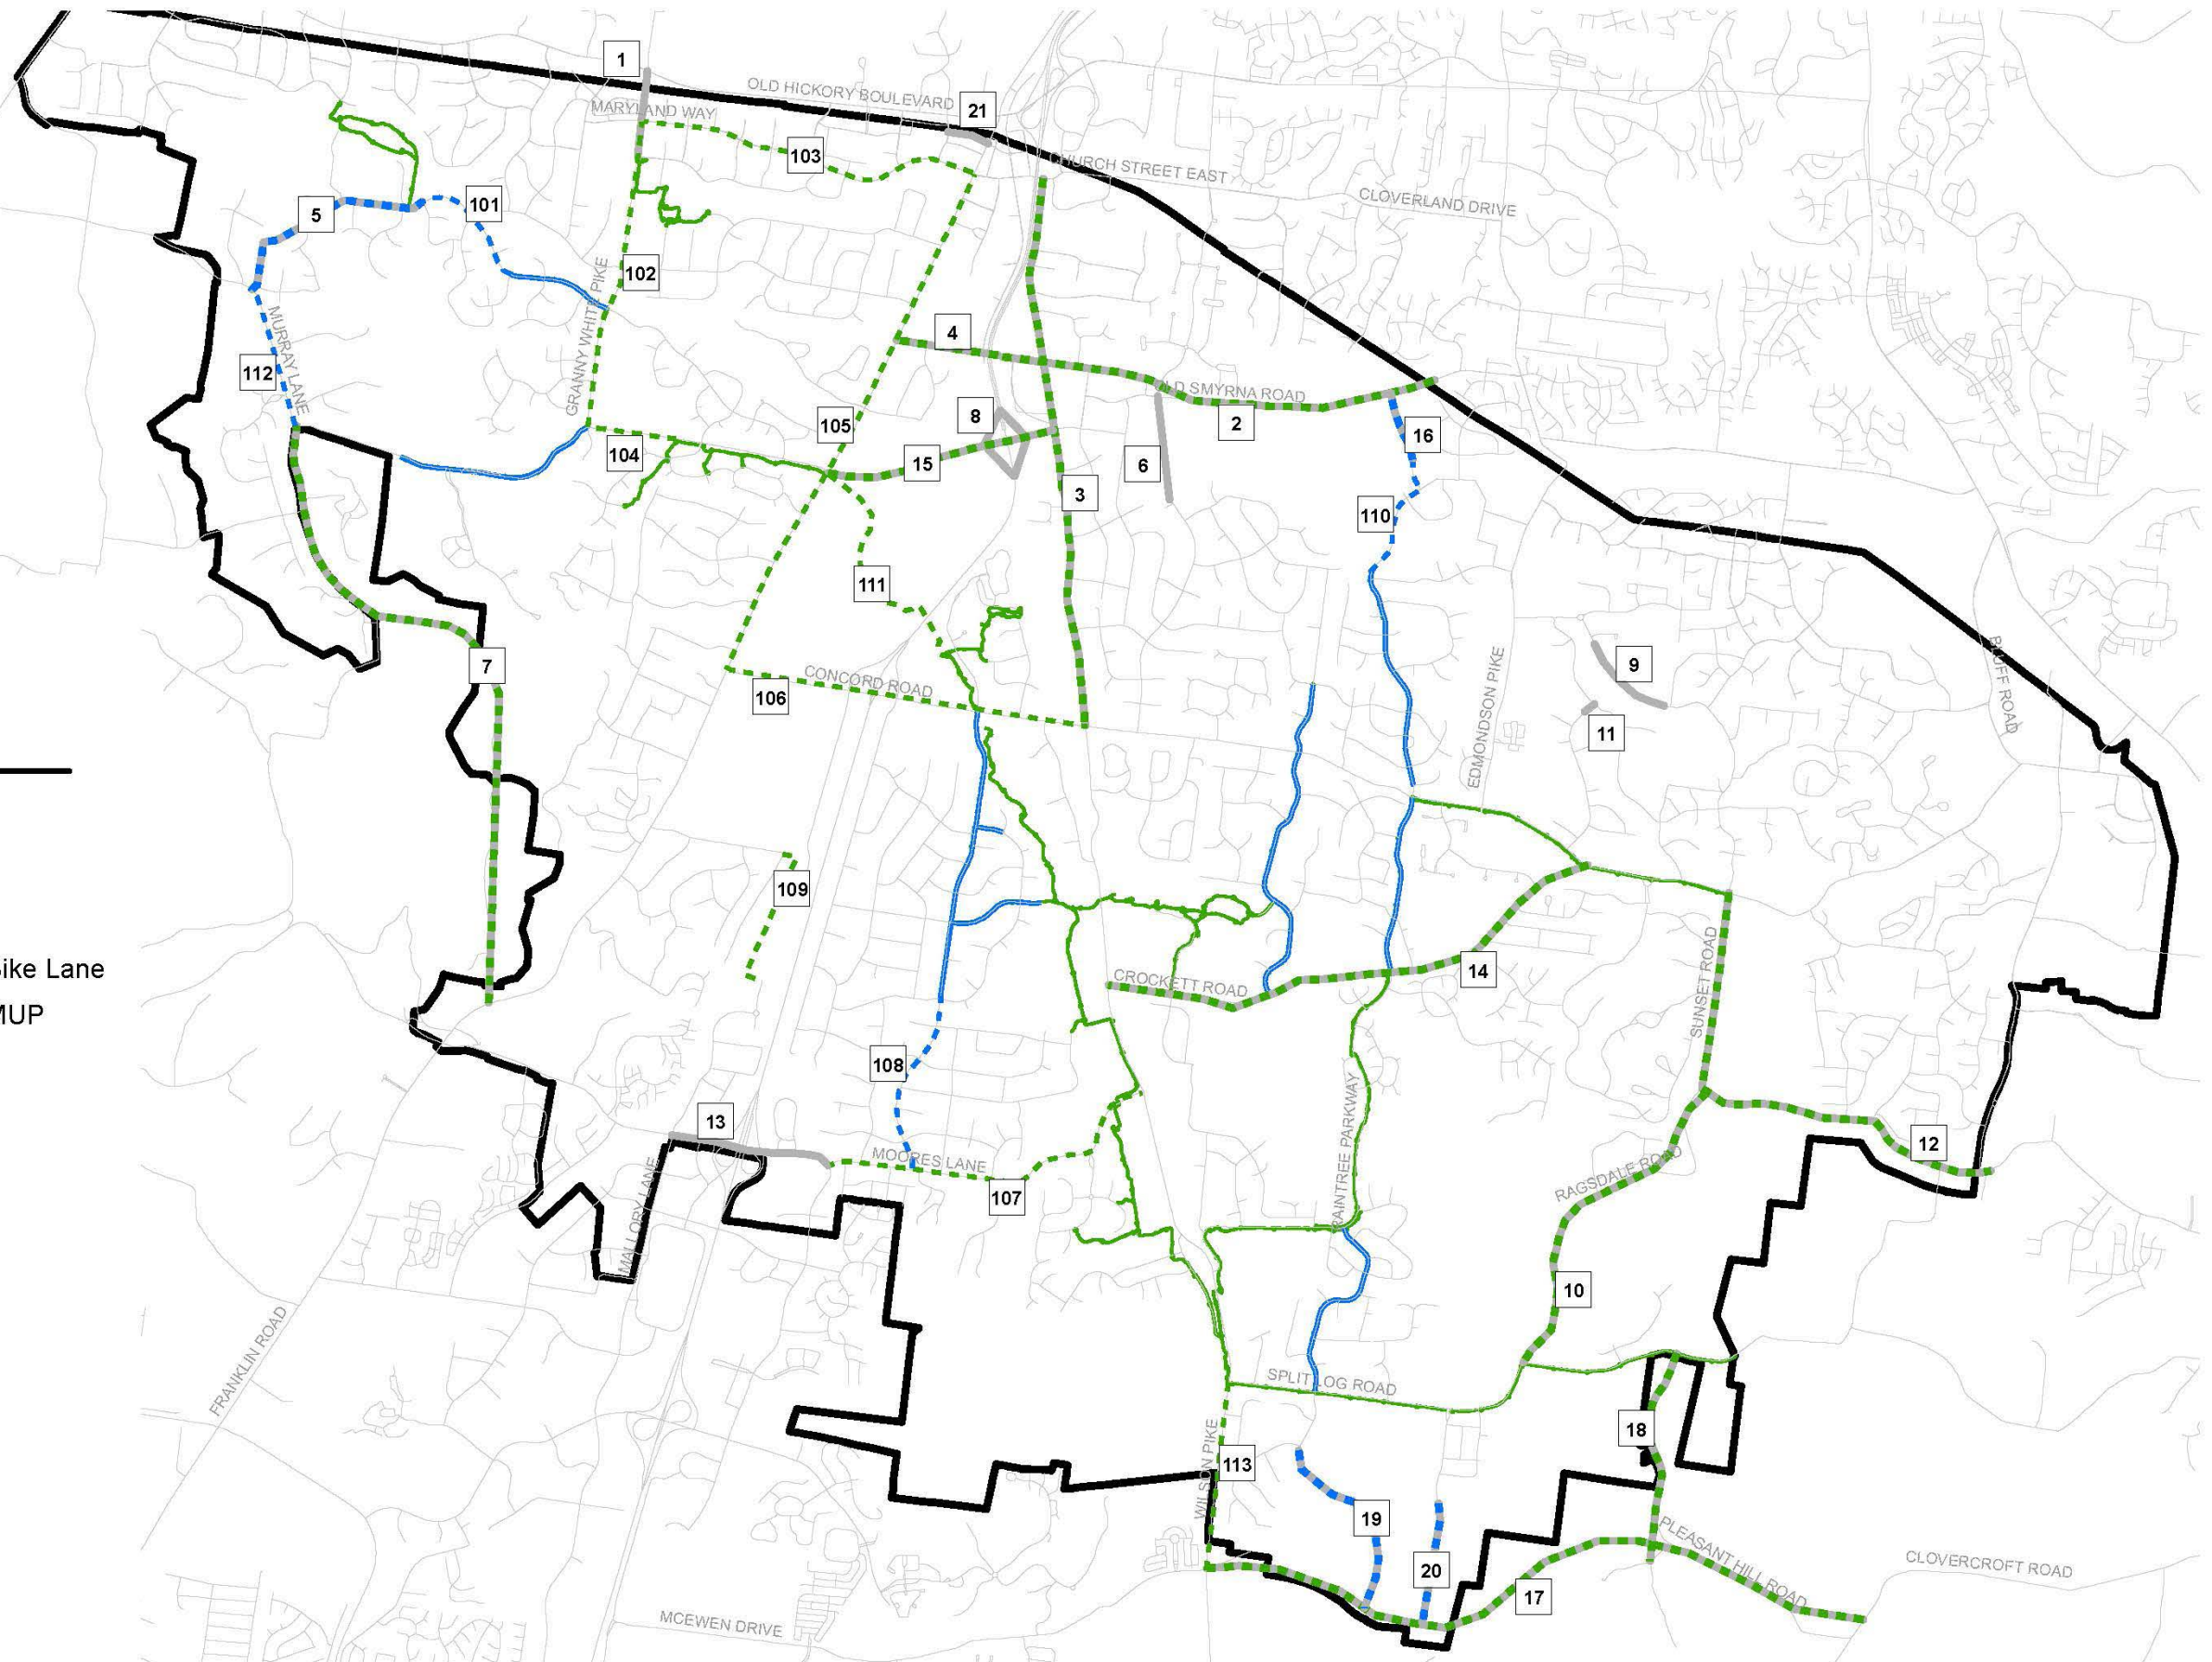 1
OLD HICKORY BOULEVARD
21
MARYLAND WAY
103
CHURCH STREET EAST
CLOVERLAND DRIVE
101
5
102
GRANNY WHITE PIKE
MURRAY LANE
112
4
OLD SMYRNA ROAD
8
105
2
16
104
15
6
3
110
111
7
CONCORD ROAD
106
EDMONDSON PIKE
9
11
BLUFF ROAD
109
Bike Lane
MUP
CROCKETT ROAD
14
SUNSET ROAD
108
13
MOORES LANE
107
MALLORY LANE
RAINTREE PARKWAY
12
RAGSDALE ROAD
10
FRANKLIN ROAD
SPLIT LOG ROAD
18
WILSON PIKE
113
19
20
17
PLEASANT HILL ROAD
CLOVERCROFT ROAD
MCEWEN DRIVE